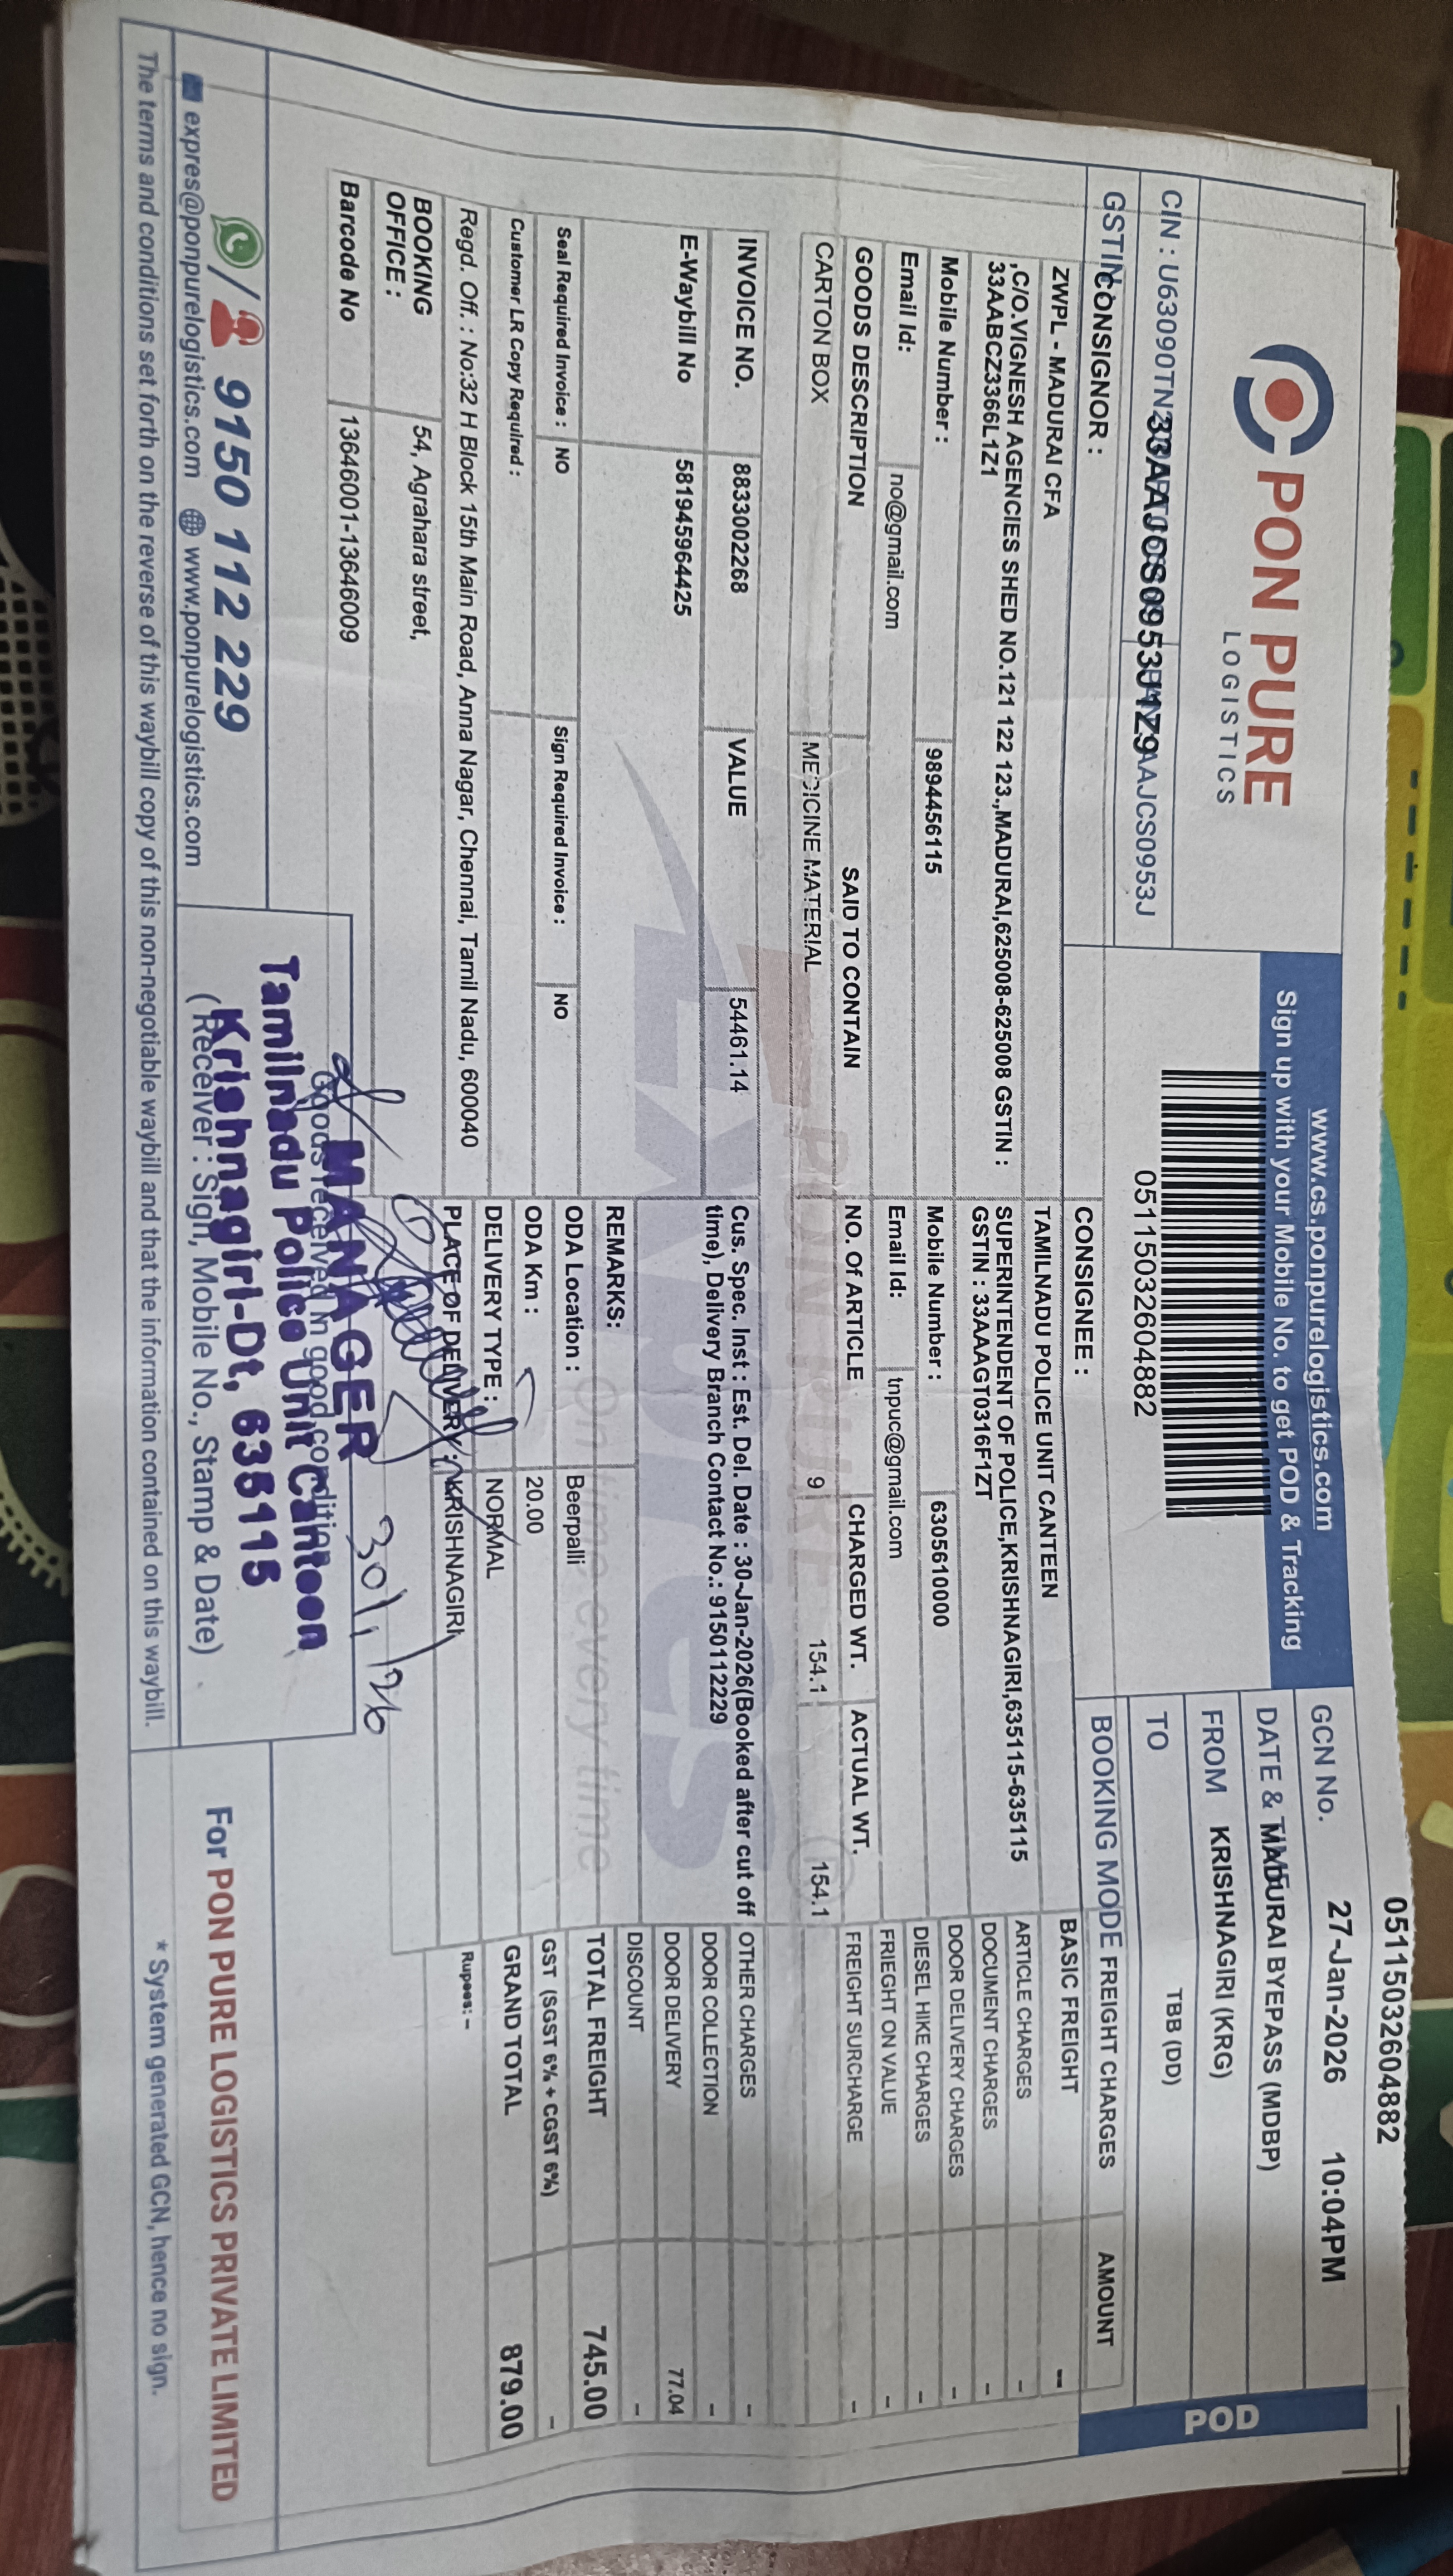 05115032604882
PON PURE
LOGISTICS
www.cs.ponpurelogistics.com
Sign up with your Mobile No. to get POD & Tracking
05115032604882
GCN No. 27-Jan-2026 10:04PM
DATE & TIME
MADURAI BYEPASS (MDBP)
FROM KRISHNAGIRI (KRG)
TO TBB (DD)
POD
CIN : U63090TN
33AAJCS0953J1Z9
AAJCS0953J
GSTIN
CONSIGNOR :
ZWPL - MADURAI CFA
,C/O.VIGNESH AGENCIES SHED NO.121 122 123.,MADURAI,625008-625008 GSTIN :
33AABCZ3366L1Z1
Mobile Number : 9894456115
Email Id: no@gmail.com
CONSIGNEE :
TAMILNADU POLICE UNIT CANTEEN
SUPERINTENDENT OF POLICE,KRISHNAGIRI,635115-635115
GSTIN : 33AAAGT0316F1ZT
Mobile Number : 6305610000
Email Id: tnpuc@gmail.com
BOOKING MODE FREIGHT CHARGES AMOUNT
BASIC FREIGHT --
ARTICLE CHARGES -
DOCUMENT CHARGES -
DOOR DELIVERY CHARGES -
DIESEL HIKE CHARGES -
FRIEGHT ON VALUE -
FREIGHT SURCHARGE -
GOODS DESCRIPTION SAID TO CONTAIN NO. Of ARTICLE CHARGED WT. ACTUAL WT.
CARTON BOX MEDICINE MATERIAL 9 154.1 154.1
INVOICE NO. 8833002268 VALUE 54461.14
E-Waybill No 581945964425
Cus. Spec. Inst : Est. Del. Date : 30-Jan-2026(Booked after cut off
time), Delivery Branch Contact No.: 9150112229
OTHER CHARGES -
DOOR COLLECTION -
DOOR DELIVERY 77.04
DISCOUNT -
TOTAL FREIGHT 745.00
GST (SGST 6% + CGST 6%) -
GRAND TOTAL 879.00
Rupees: -
REMARKS:
PON PURE
On time every time
Seal Required Invoice : NO Sign Required Invoice : NO
Customer LR Copy Required :
ODA Location : Beerpalli
ODA Km : 20.00
DELIVERY TYPE : NORMAL
PLACE OF DELIVERY : KRISHNAGIRI
Regd. Off. : No:32 H Block 15th Main Road, Anna Nagar, Chennai, Tamil Nadu, 600040
BOOKING
OFFICE : 54, Agrahara street,
Barcode No 13646001-13646009
30/1/26
MANAGER
Goods received in good condition
Tamilnadu Police Unit Canteen
Krishnagiri-Dt, 635115
(Receiver : Sign, Mobile No., Stamp & Date)
/ 9150 112 229
expres@ponpurelogistics.com www.ponpurelogistics.com
For PON PURE LOGISTICS PRIVATE LIMITED
The terms and conditions set forth on the reverse of this waybill copy of this non-negotiable waybill and that the information contained on this waybill.
* System generated GCN, hence no sign.